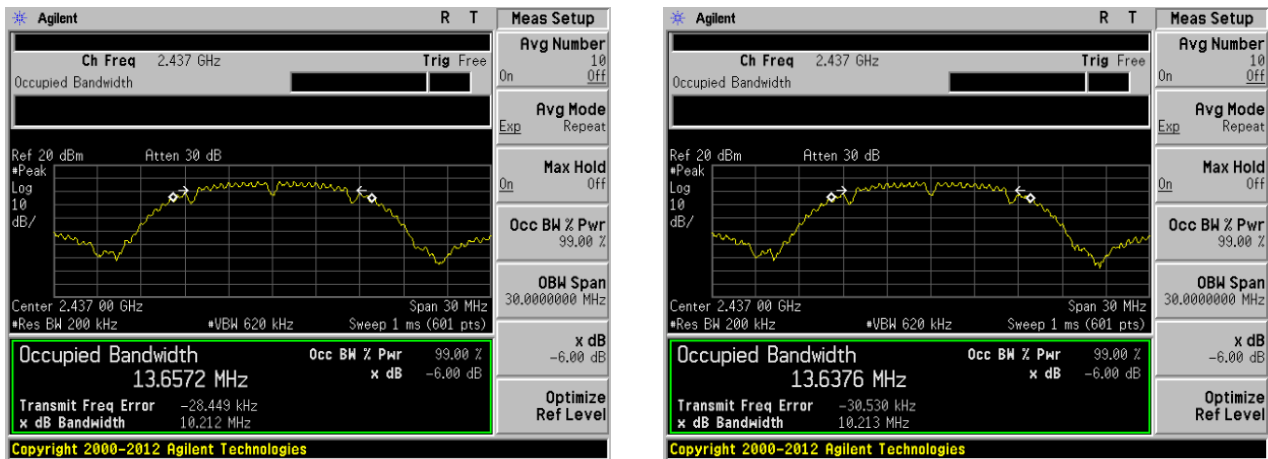 Agilent R T Meas Setup
Ch Freq 2.437 GHz Trig Free
Occupied Bandwidth
Avg Number
10
On Off
Avg Mode
Exp Repeat
Ref 20 dBm Atten 30 dB
#Peak
Log
10
dB/
Max Hold
On Off
Occ BW % Pwr
99.00 %
OBW Span
30.0000000 MHz
Center 2.437 00 GHz Span 30 MHz
#Res BW 200 kHz #VBW 620 kHz Sweep 1 ms (601 pts)
x dB
-6.00 dB
Optimize
Ref Level
Occupied Bandwidth Occ BW % Pwr 99.00 %
13.6572 MHz x dB -6.00 dB
Transmit Freq Error -28.449 kHz
x dB Bandwidth 10.212 MHz
Copyright 2000-2012 Agilent Technologies
Agilent R T Meas Setup
Ch Freq 2.437 GHz Trig Free
Occupied Bandwidth
Avg Number
10
On Off
Avg Mode
Exp Repeat
Ref 20 dBm Atten 30 dB
#Peak
Log
10
dB/
Max Hold
On Off
Occ BW % Pwr
99.00 %
OBW Span
30.0000000 MHz
Center 2.437 00 GHz Span 30 MHz
#Res BW 200 kHz #VBW 620 kHz Sweep 1 ms (601 pts)
x dB
-6.00 dB
Optimize
Ref Level
Occupied Bandwidth Occ BW % Pwr 99.00 %
13.6376 MHz x dB -6.00 dB
Transmit Freq Error -30.530 kHz
x dB Bandwidth 10.213 MHz
Copyright 2000-2012 Agilent Technologies